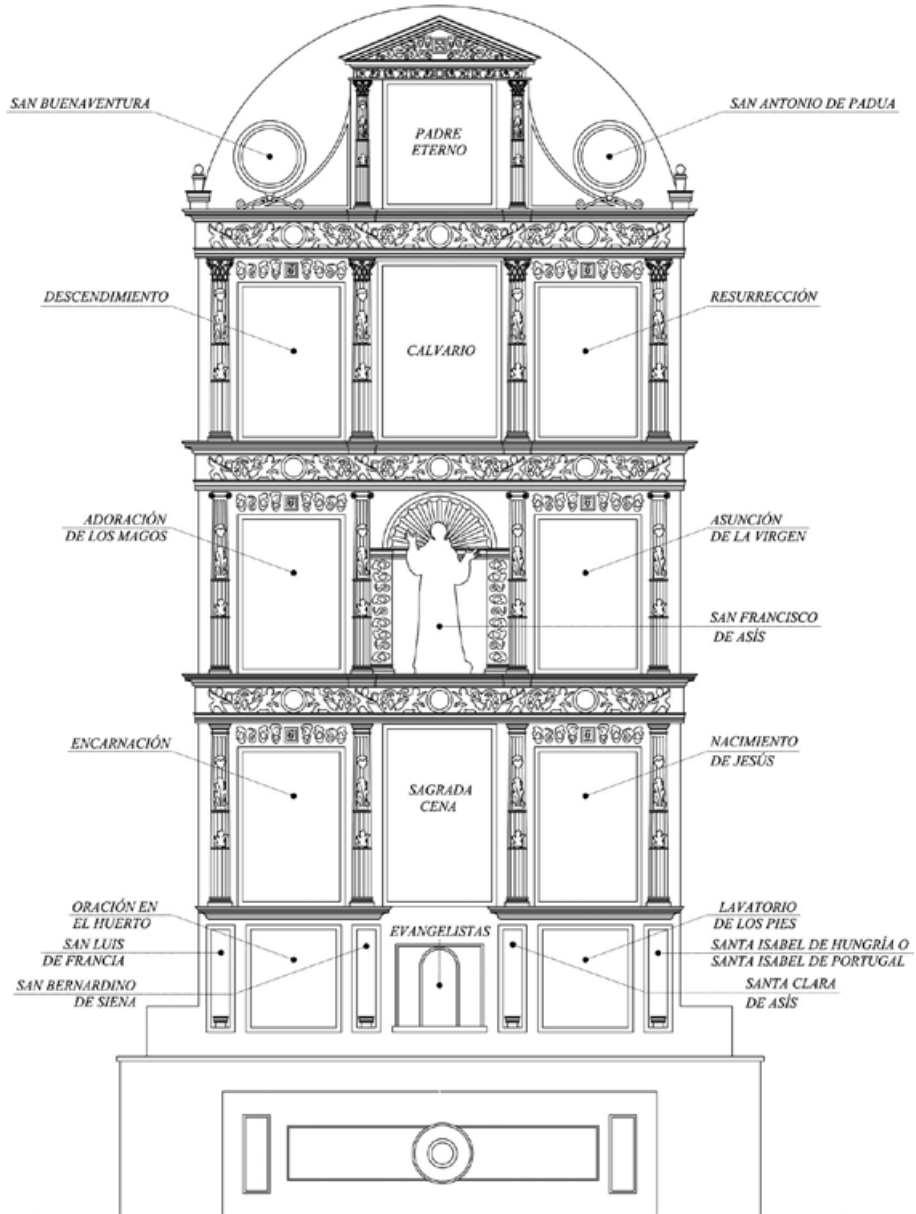 SAN BUENAVENTURA
SAN ANTONIO DE PADUA
PADRE
ETERNO
DESCENDIMIENTO
CALVARIO
RESURRECCIÓN
ADORACIÓN
DE LOS MAGOS
ASUNCIÓN
DE LA VIRGEN
SAN FRANCISCO
DE ASÍS
ENCARNACIÓN
SAGRADA
CENA
NACIMIENTO
DE JESÚS
ORACIÓN EN
EL HUERTO
SAN LUIS
DE FRANCIA
SAN BERNARDINO
DE SIENA
EVANGELISTAS
LAVATORIO
DE LOS PIES
SANTA ISABEL DE HUNGRÍA O
SANTA ISABEL DE PORTUGAL
SANTA CLARA
DE ASÍS